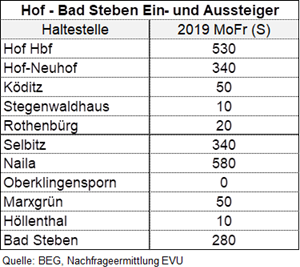 Hof - Bad Steben Ein- und Aussteiger
Haltestelle 2019 MoFr (S)
Hof Hbf 530
Hof-Neuhof 340
Köditz 50
Stegenwaldhaus 10
Rothenbürg 20
Selbitz 340
Naila 580
Oberklingensporn 0
Marxgrün 50
Höllenthal 10
Bad Steben 280
Quelle: BEG, Nachfrageermittlung EVU